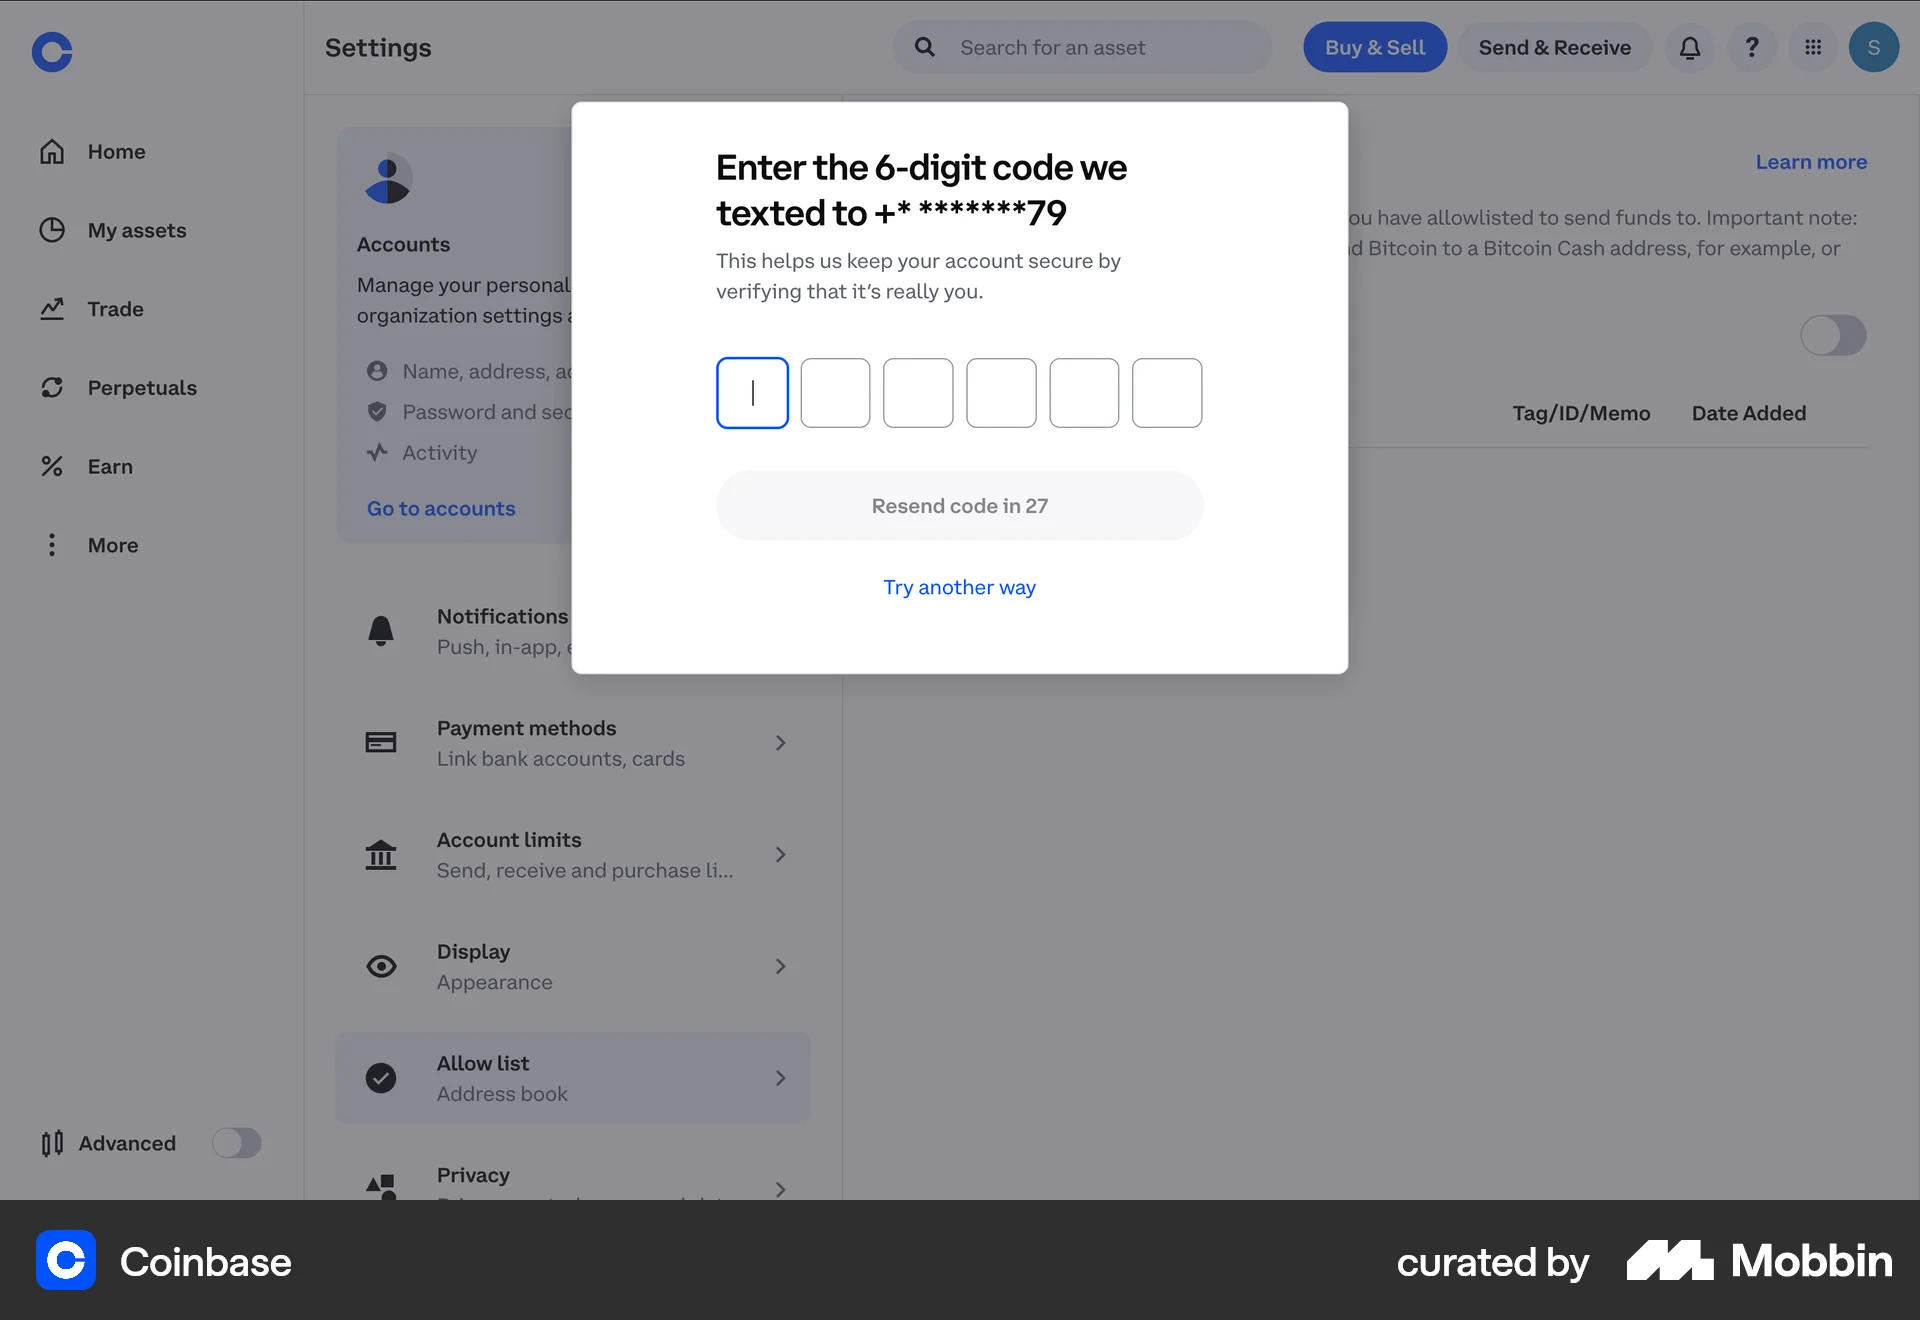 Settings
Search for an asset
Buy & Sell
Send & Receive
?
S
Home
My assets
Trade
Perpetuals
Earn
More
Advanced
Accounts
Manage your personal
organization settings
Name, address,
Password and
Activity
Go to accounts
Notifications
Push, in-app,
Payment methods
Link bank accounts, cards
Account limits
Send, receive and purchase li...
Display
Appearance
Allow list
Address book
Privacy
Enter the 6-digit code we
texted to +* *******79
This helps us keep your account secure by
verifying that it's really you.
Resend code in 27
Try another way
Learn more
ou have allowlisted to send funds to. Important note:
d Bitcoin to a Bitcoin Cash address, for example, or
Tag/ID/Memo
Date Added
Coinbase
curated by
Mobbin